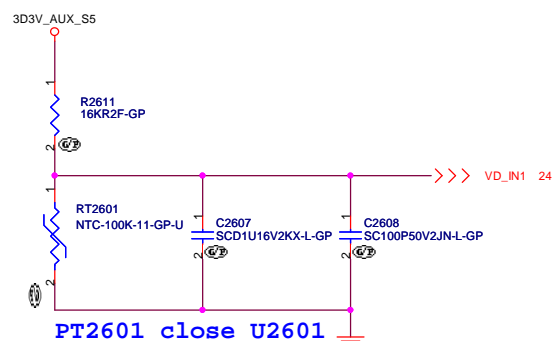 3D3V_AUX_S5
1
R2611
16KR2F-GP
2
G/P
VD_IN1 24
1
RT2601
NTC-100K-11-GP-U
2
1
C2607
SCD1U16V2KX-L-GP
2
G/P
1
C2608
SC100P50V2JN-L-GP
2
G/P
PT2601 close U2601